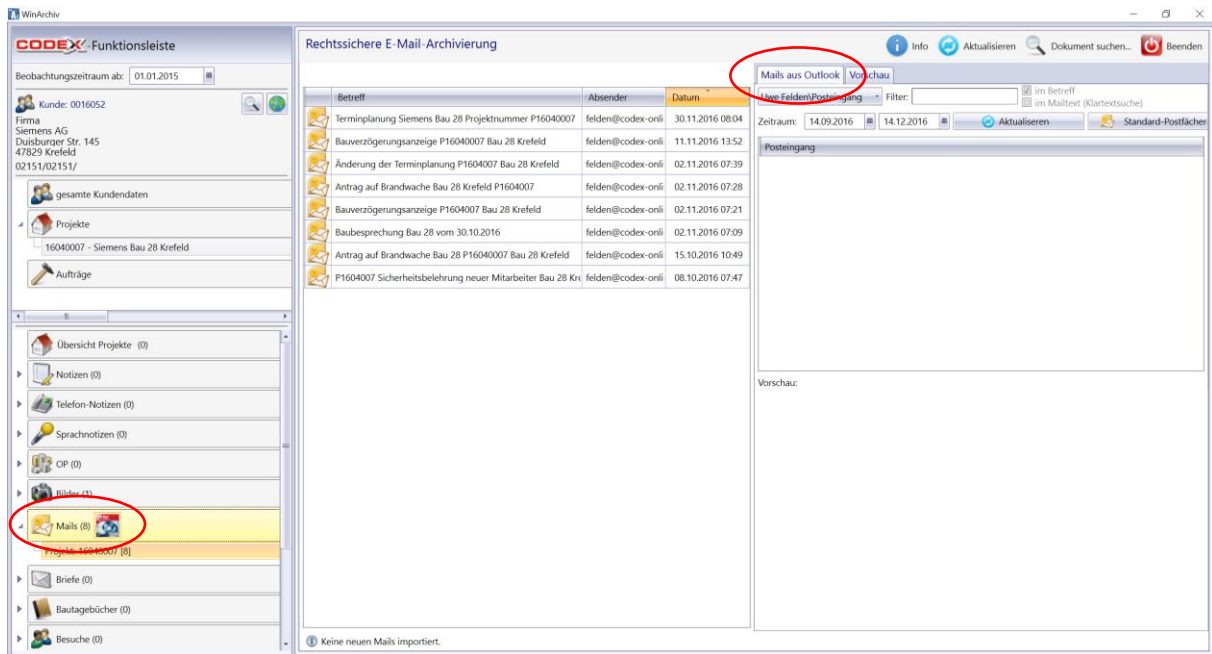 WinArchiv
CODEX-Funktionsleiste
Beobachtungszeitraum ab: 01.01.2015
Kunde: 0016052
Firma
Siemens AG
Duisburger Str. 145
47829 Krefeld
02151/02151/
gesamte Kundendaten
Projekte
16040007 - Siemens Bau 28 Krefeld
Aufträge
Übersicht Projekte (0)
Notizen (0)
Telefon-Notizen (0)
Sprachnotizen (0)
OP (0)
Bilder (1)
Mails (8)
Projekt: 16040007 [8]
Briefe (0)
Bautagebücher (0)
Besuche (0)
Rechtssichere E-Mail-Archivierung
Info Aktualisieren Dokument suchen... Beenden
Betreff Absender Datum
Terminplanung Siemens Bau 28 Projektnummer P16040007 felden@codex-onli 30.11.2016 08:04
Bauverzögerungsanzeige P16040007 Bau 28 Krefeld felden@codex-onli 11.11.2016 13:52
Änderung der Terminplanung P1604007 Bau 28 Krefeld felden@codex-onli 02.11.2016 07:39
Antrag auf Brandwache Bau 28 Krefeld P1604007 felden@codex-onli 02.11.2016 07:28
Bauverzögerungsanzeige P1604007 Bau 28 Krefeld felden@codex-onli 02.11.2016 07:21
Baubesprechung Bau 28 vom 30.10.2016 felden@codex-onli 02.11.2016 07:09
Antrag auf Brandwache Bau 28 P16040007 Bau 28 Krefeld felden@codex-onli 15.10.2016 10:49
P1604007 Sicherheitsbelehrung neuer Mitarbeiter Bau 28 Kre felden@codex-onli 08.10.2016 07:47
Keine neuen Mails importiert.
Mails aus Outlook Vorschau
Uwe Felden\Posteingang Filter: im Betreff
im Mailtext (Klartextsuche)
Zeitraum: 14.09.2016 14.12.2016 Aktualiseren Standard-Postfächer
Posteingang
Vorschau: